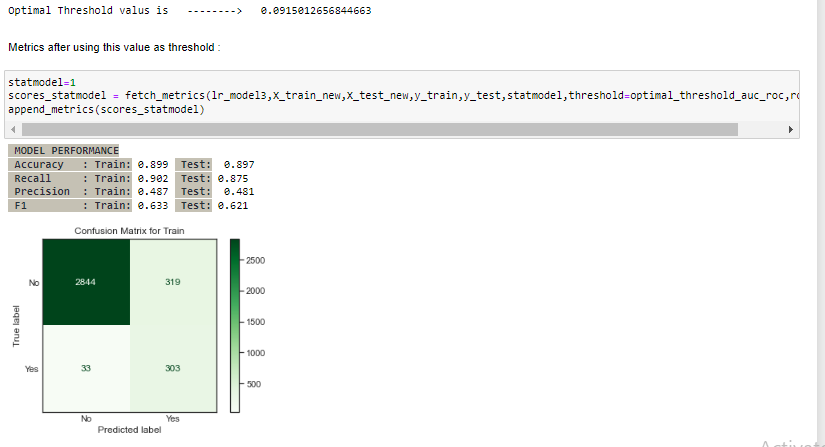 Optimal Threshold valus is --------> 0.0915012656844663
Metrics after using this value as threshold :
statmodel=1
scores_statmodel = fetch_metrics(lr_model3,X_train_new,X_test_new,y_train,y_test,statmodel,threshold=optimal_threshold_auc_roc,ro
append_metrics(scores_statmodel)
MODEL PERFORMANCE
Accuracy : Train: 0.899 Test: 0.897
Recall : Train: 0.902 Test: 0.875
Precision : Train: 0.487 Test: 0.481
F1 : Train: 0.633 Test: 0.621
Confusion Matrix for Train
No 2844 319
Yes 33 303
True label
No Yes
Predicted label
2500
2000
1500
1000
500